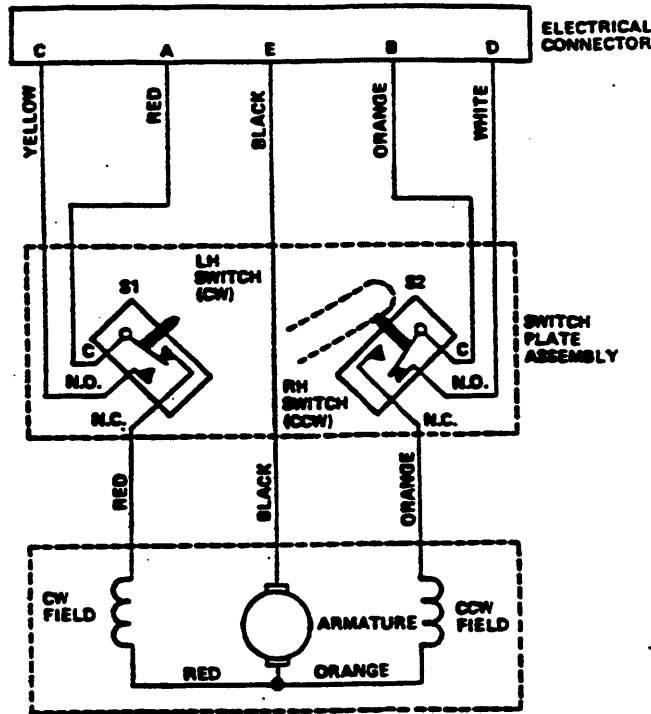 ELECTRICAL
CONNECTOR
C A E B D
YELLOW
RED
BLACK
ORANGE
WHITE
S1
LH
SWITCH
(CW)
S2
C
N.O.
N.C.
RH
SWITCH
(CCW)
C
N.O.
N.C.
SWITCH
PLATE
ASSEMBLY
RED
BLACK
ORANGE
CW
FIELD
ARMATURE
CCW
FIELD
RED
ORANGE